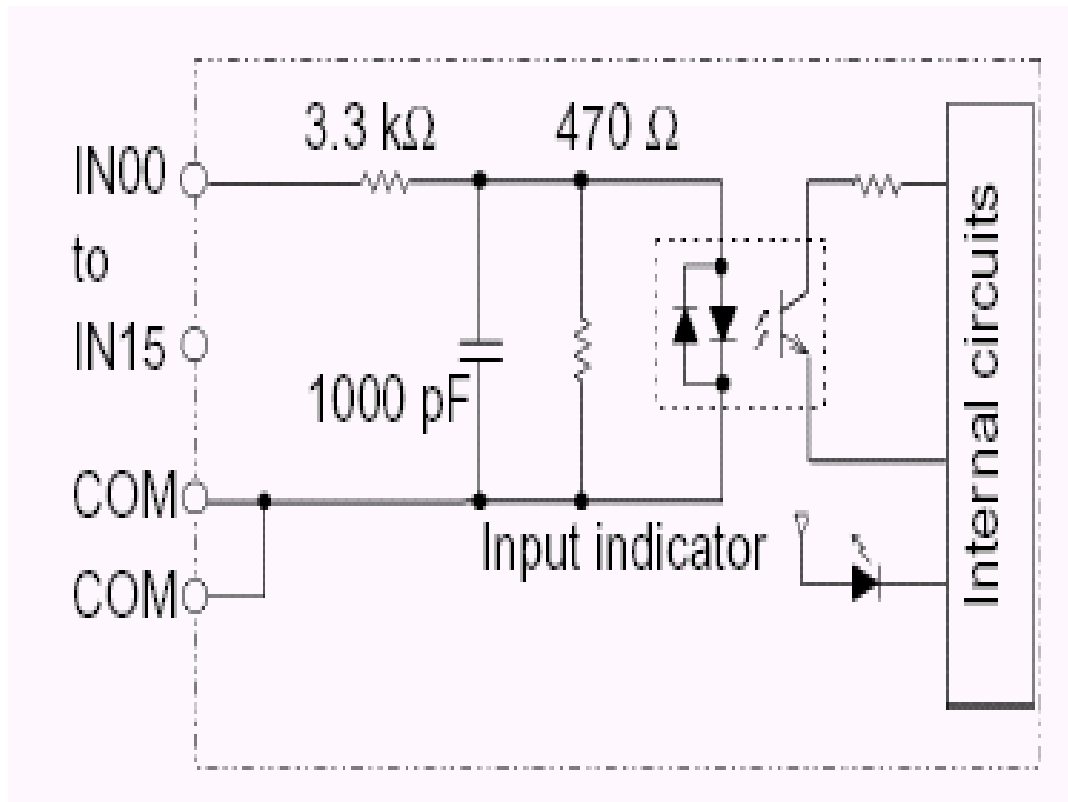 3.3 kΩ
470 Ω
IN00
to
IN15
1000 pF
COM
COM
Input indicator
Internal circuits